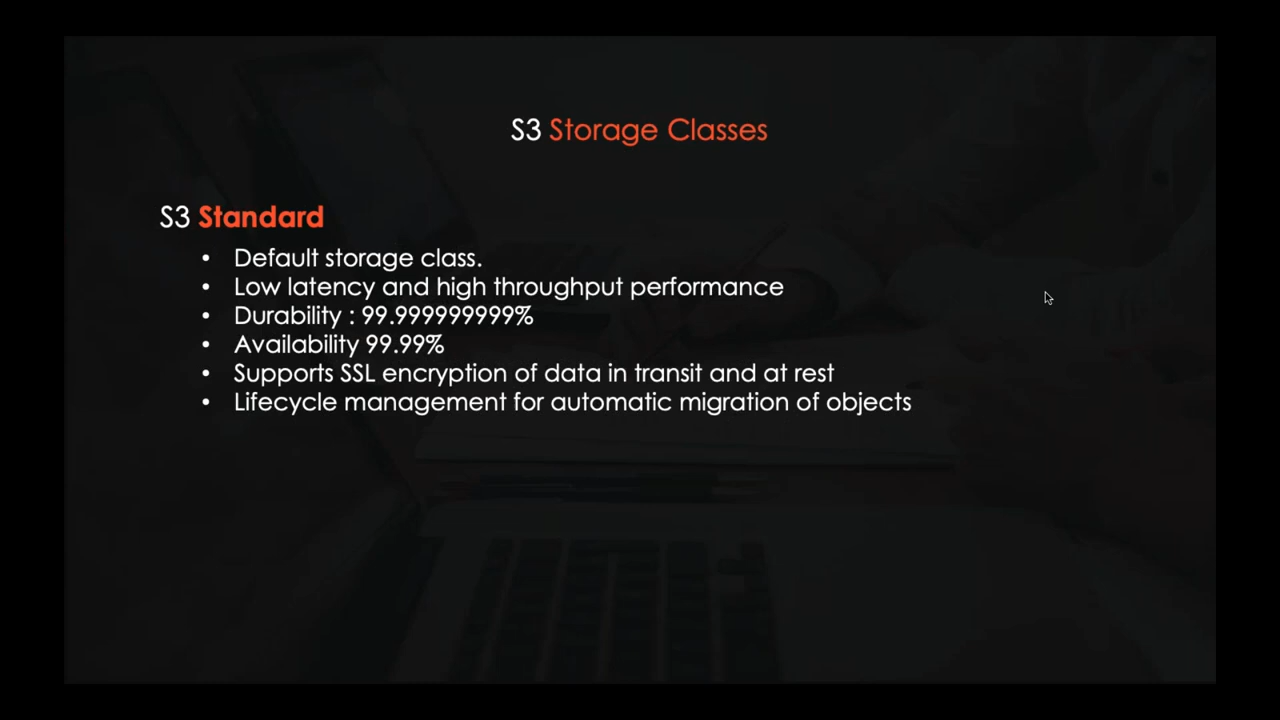 S3 Storage Classes
S3 Standard
• Default storage class.
• Low latency and high throughput performance
• Durability : 99.999999999%
• Availability 99.99%
• Supports SSL encryption of data in transit and at rest
• Lifecycle management for automatic migration of objects